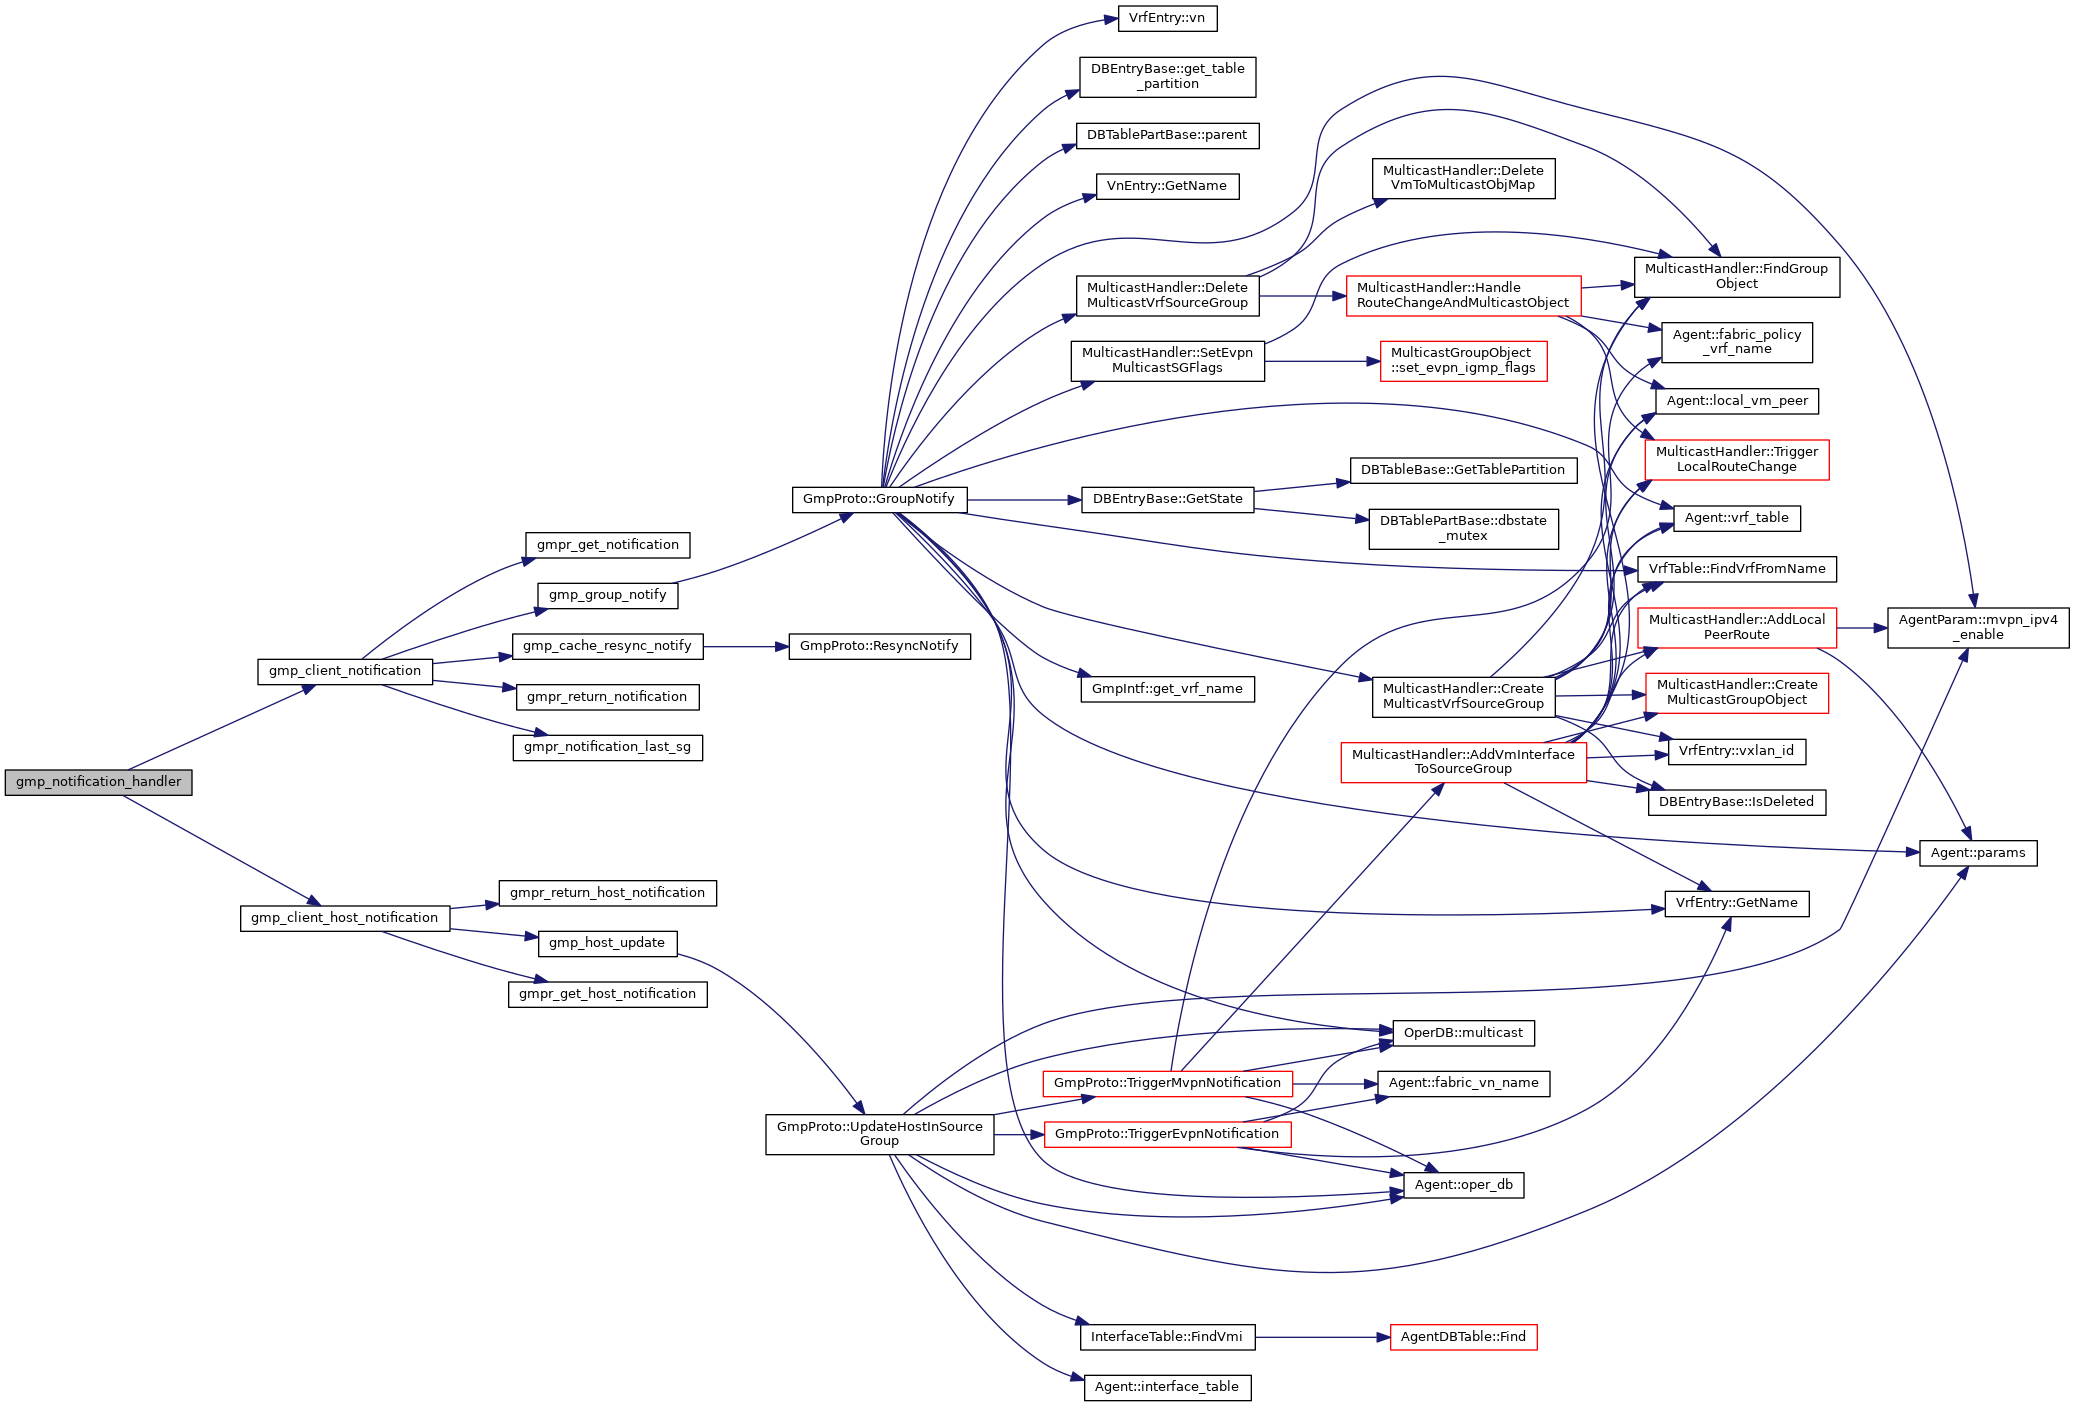 gmp_notification_handler
gmp_client_notification
gmp_client_host_notification
gmpr_get_notification
gmp_group_notify
gmp_cache_resync_notify
gmpr_return_notification
gmpr_notification_last_sg
gmpr_return_host_notification
gmp_host_update
gmpr_get_host_notification
GmpProto::GroupNotify
GmpProto::ResyncNotify
GmpProto::UpdateHostInSource
Group
VrfEntry::vn
DBEntryBase::get_table
_partition
DBTablePartBase::parent
VnEntry::GetName
MulticastHandler::Delete
MulticastVrfSourceGroup
MulticastHandler::SetEvpn
MulticastSGFlags
DBEntryBase::GetState
GmpIntf::get_vrf_name
GmpProto::TriggerMvpnNotification
GmpProto::TriggerEvpnNotification
InterfaceTable::FindVmi
Agent::interface_table
MulticastHandler::Delete
VmToMulticastObjMap
MulticastHandler::Handle
RouteChangeAndMulticastObject
MulticastGroupObject
::set_evpn_igmp_flags
DBTableBase::GetTablePartition
DBTablePartBase::dbstate
_mutex
MulticastHandler::Create
MulticastVrfSourceGroup
MulticastHandler::AddVmInterface
ToSourceGroup
OperDB::multicast
Agent::fabric_vn_name
Agent::oper_db
AgentDBTable::Find
MulticastHandler::FindGroup
Object
Agent::fabric_policy
_vrf_name
Agent::local_vm_peer
MulticastHandler::Trigger
LocalRouteChange
Agent::vrf_table
VrfTable::FindVrfFromName
MulticastHandler::AddLocal
PeerRoute
MulticastHandler::Create
MulticastGroupObject
VrfEntry::vxlan_id
DBEntryBase::IsDeleted
VrfEntry::GetName
AgentParam::mvpn_ipv4
_enable
Agent::params